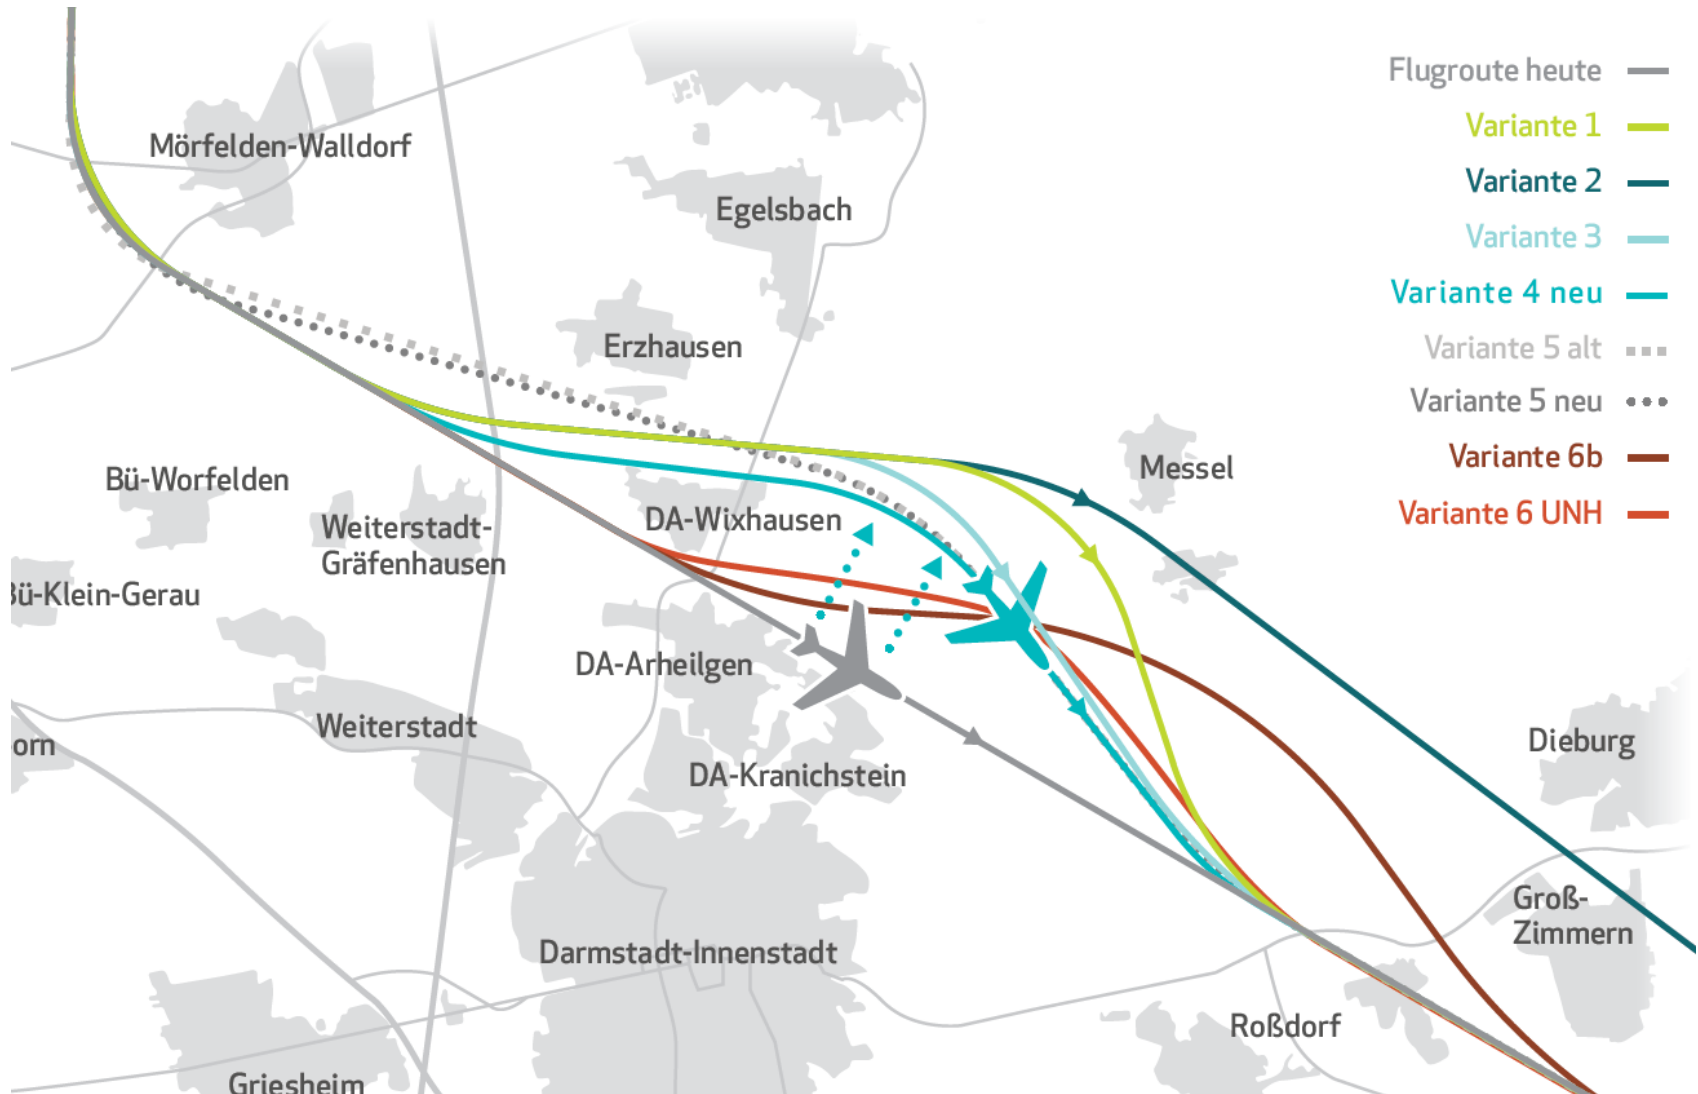 Flugroute heute
Variante 1
Variante 2
Variante 3
Variante 4 neu
Variante 5 alt
Variante 5 neu
Variante 6b
Variante 6 UNH
Mörfelden-Walldorf
Egelsbach
Erzhausen
Messel
Bü-Worfelden
Weiterstadt-
Gräfenhausen
DA-Wixhausen
Bü-Klein-Gerau
DA-Arheilgen
Weiterstadt
orn
DA-Kranichstein
Dieburg
Groß-
Zimmern
Darmstadt-Innenstadt
Roßdorf
Griesheim